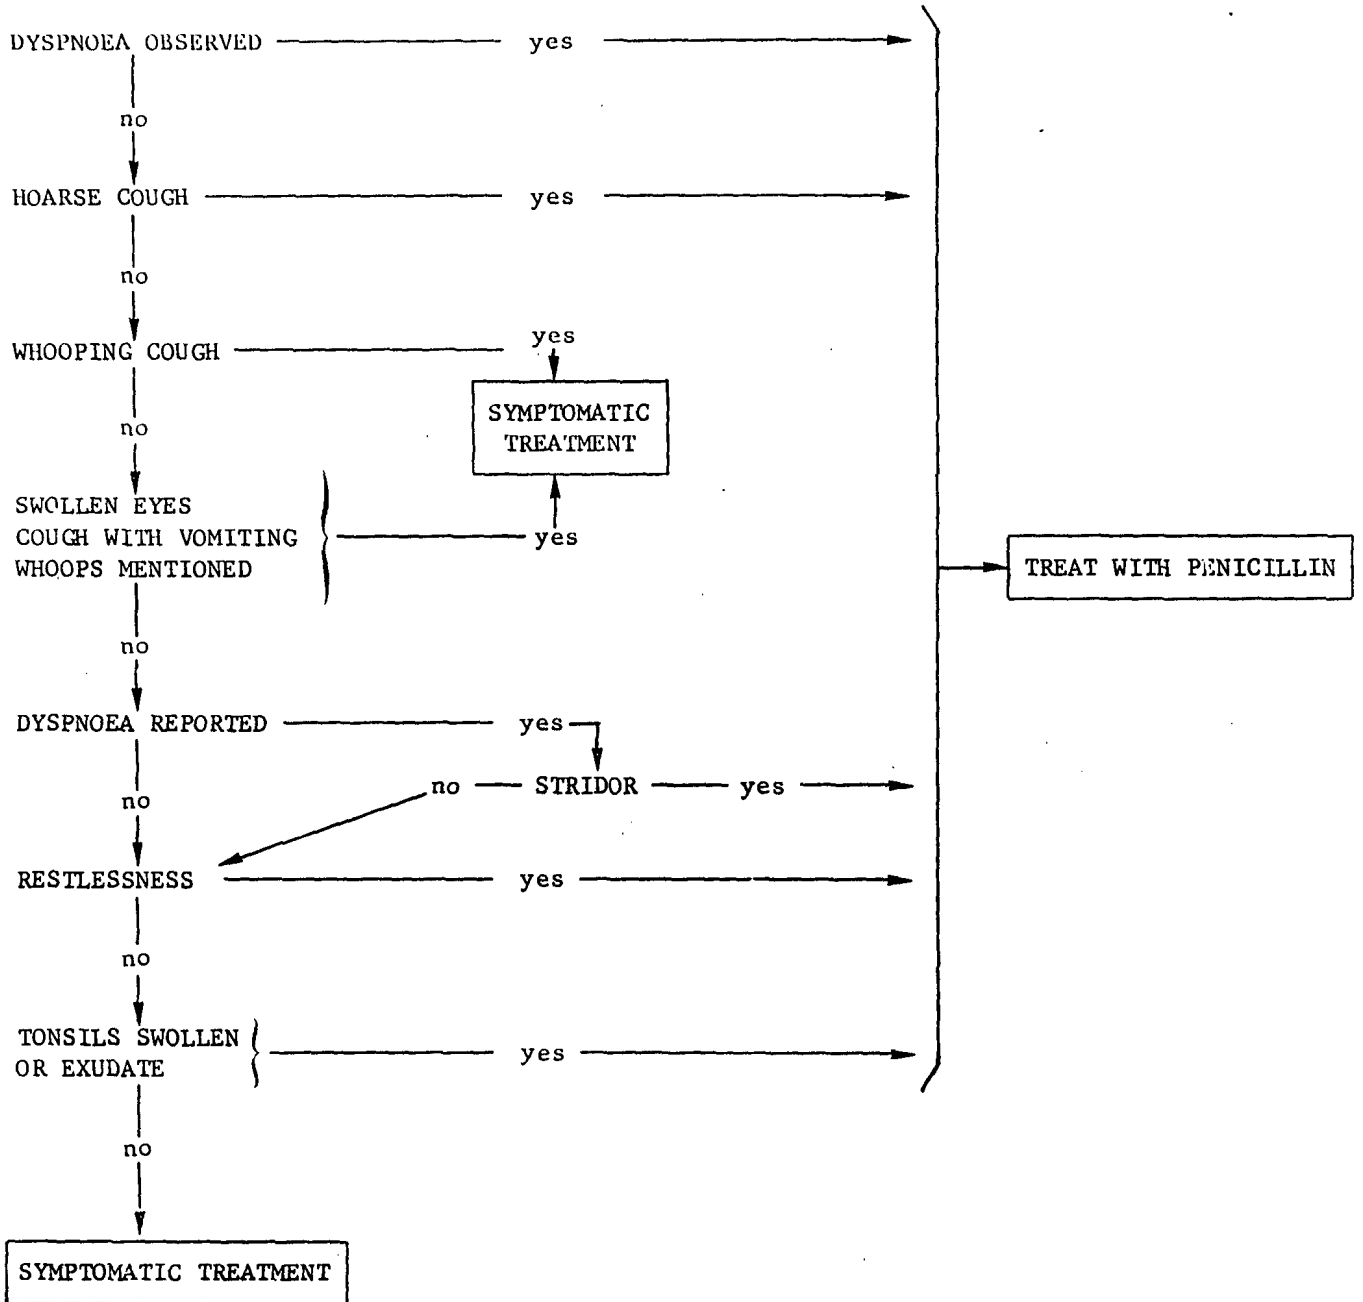 DYSPNOEA OBSERVED yes
no
HOARSE COUGH yes
no
WHOOPING COUGH yes
SYMPTOMATIC
TREATMENT
no
SWOLLEN EYES
COUGH WITH VOMITING yes
WHOOPS MENTIONED
TREAT WITH PENICILLIN
no
DYSPNOEA REPORTED yes
no STRIDOR yes
no
RESTLESSNESS yes
no
TONSILS SWOLLEN
OR EXUDATE
yes
no
SYMPTOMATIC TREATMENT